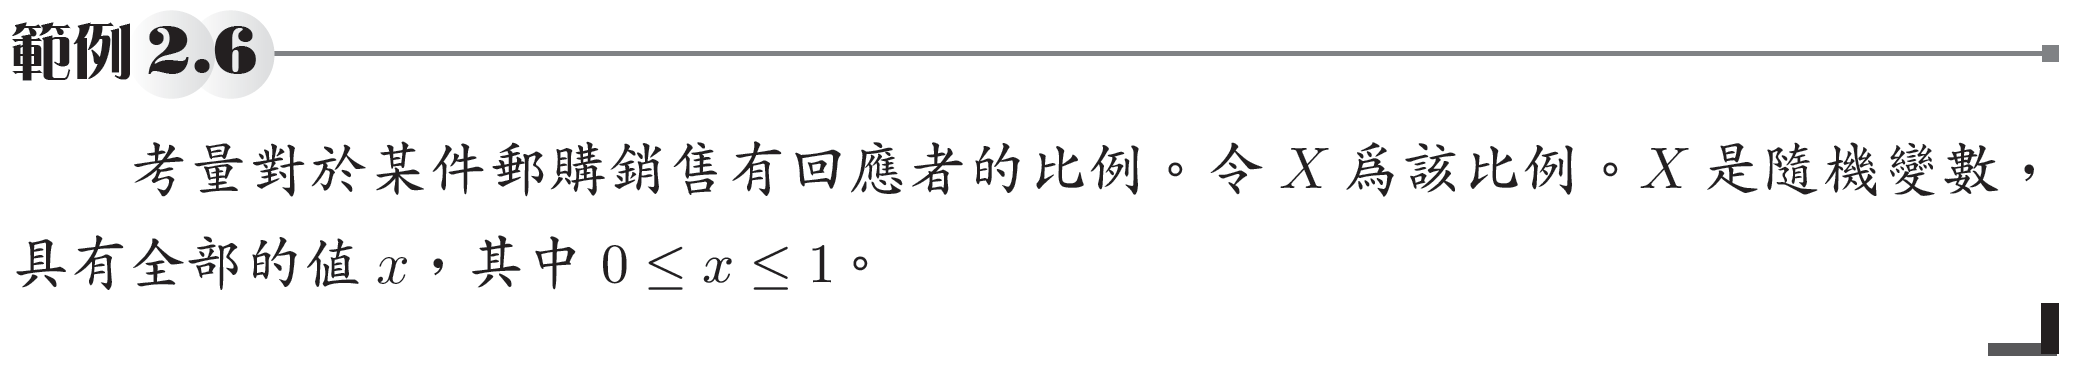 範例 2.6
考量對於某件郵購銷售有回應者的比例。令 X 爲該比例。X 是隨機變數，
具有全部的值 x，其中 0 ≤ x ≤ 1。